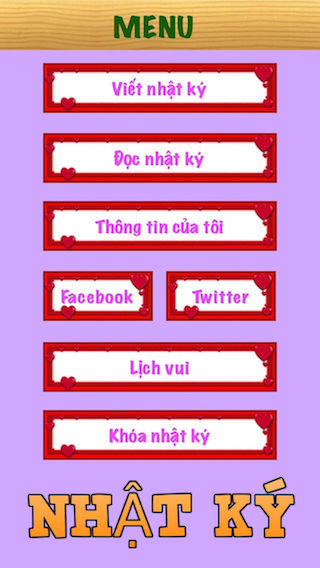 MENU
Viết nhật ký
Đọc nhật ký
Thông tin của tôi
Facebook Twitter
Lịch vui
Khóa nhật ký
NHẬT KÝ